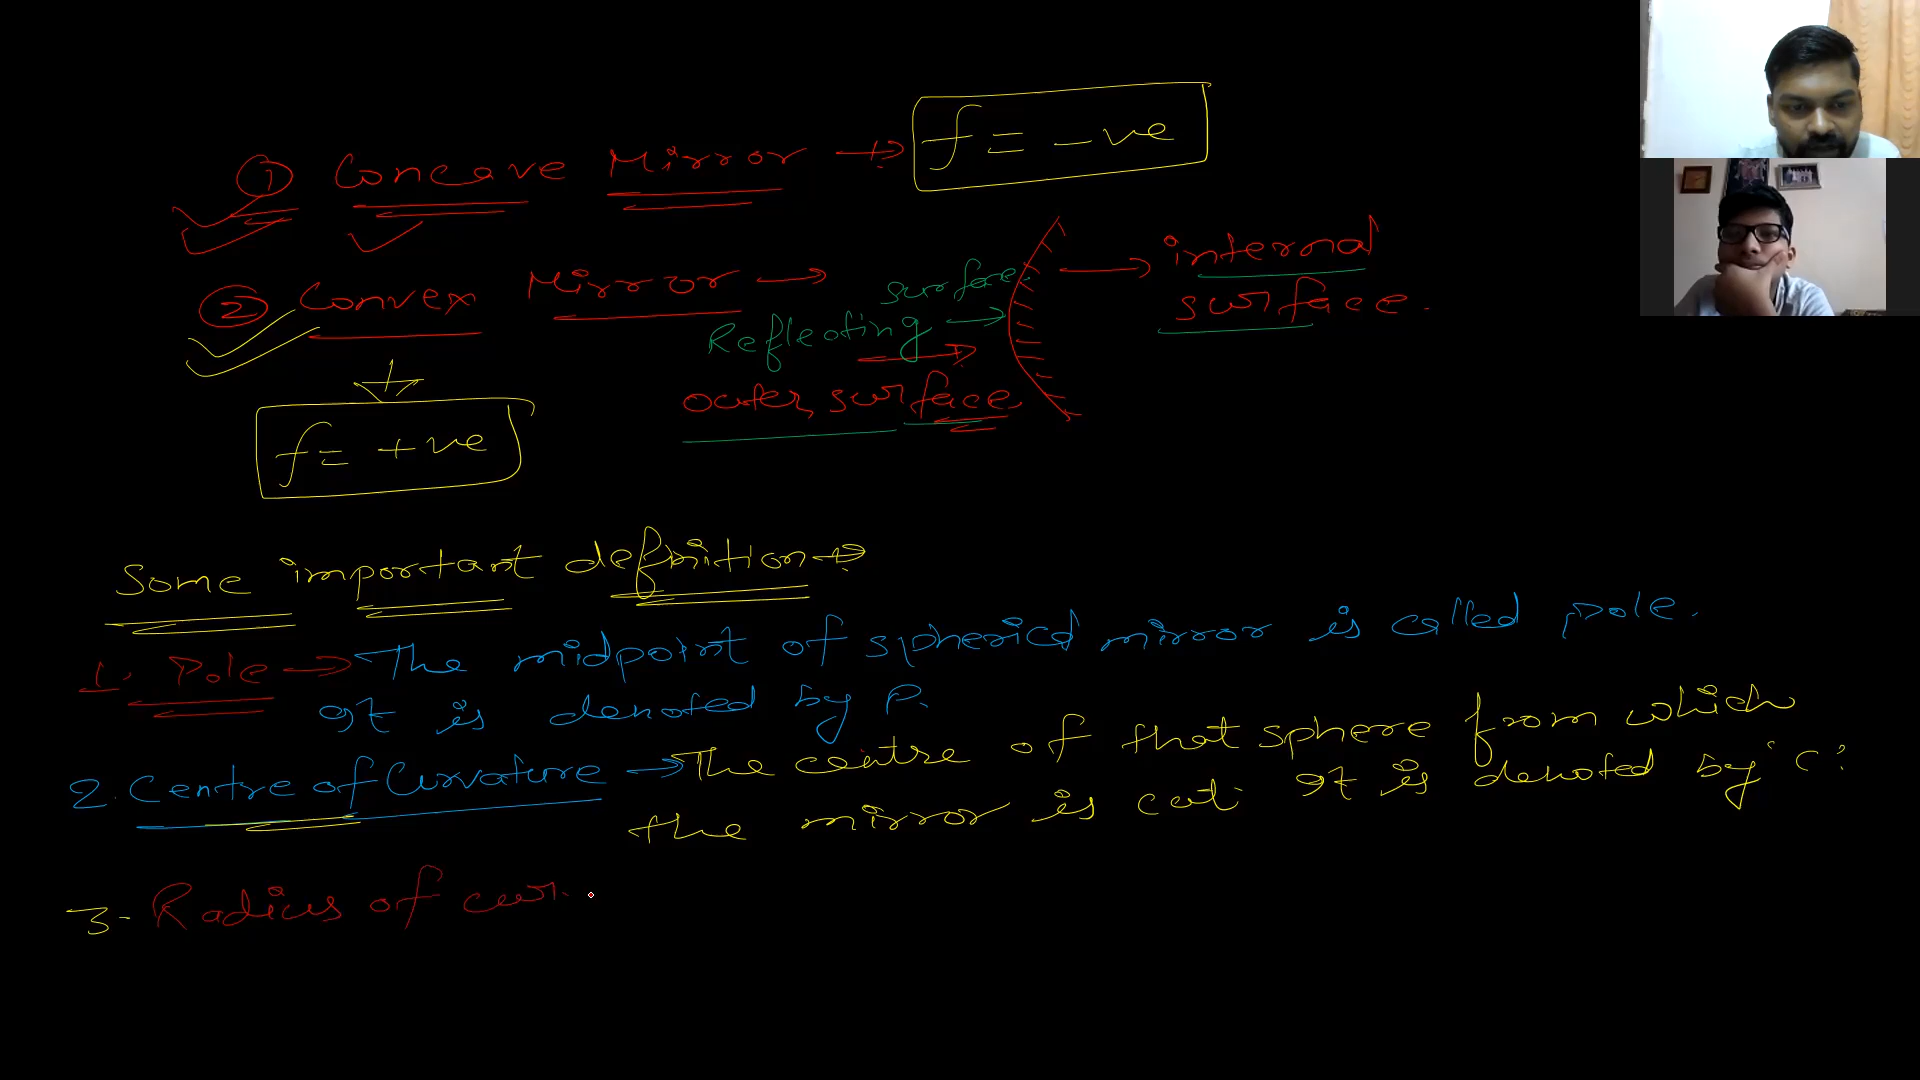 ① Concave Mirror → f = -ve
② Convex Mirror →
surface
Reflecting
outer surface
→ internal
surface.
f = +ve
Some important definition →
1. Pole → The midpoint of spherical mirror is called pole.
It is denoted by P.
2. Centre of Curvature → The centre of that sphere from which
the mirror is cut. It is denoted by 'C'.
3- Radius of cur.